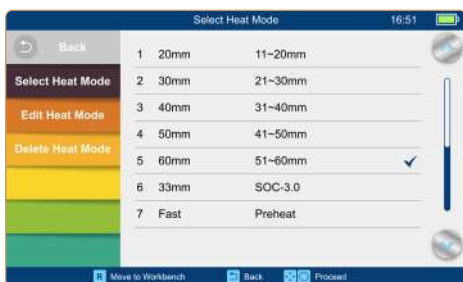 Select Heat Mode 16:51
Back
Select Heat Mode
Edit Heat Mode
Delete Heat Mode
1 20mm 11~20mm
2 30mm 21~30mm
3 40mm 31~40mm
4 50mm 41~50mm
5 60mm 51~60mm
6 33mm SOC-3.0
7 Fast Preheat
R Move to Workbench Back Proceed